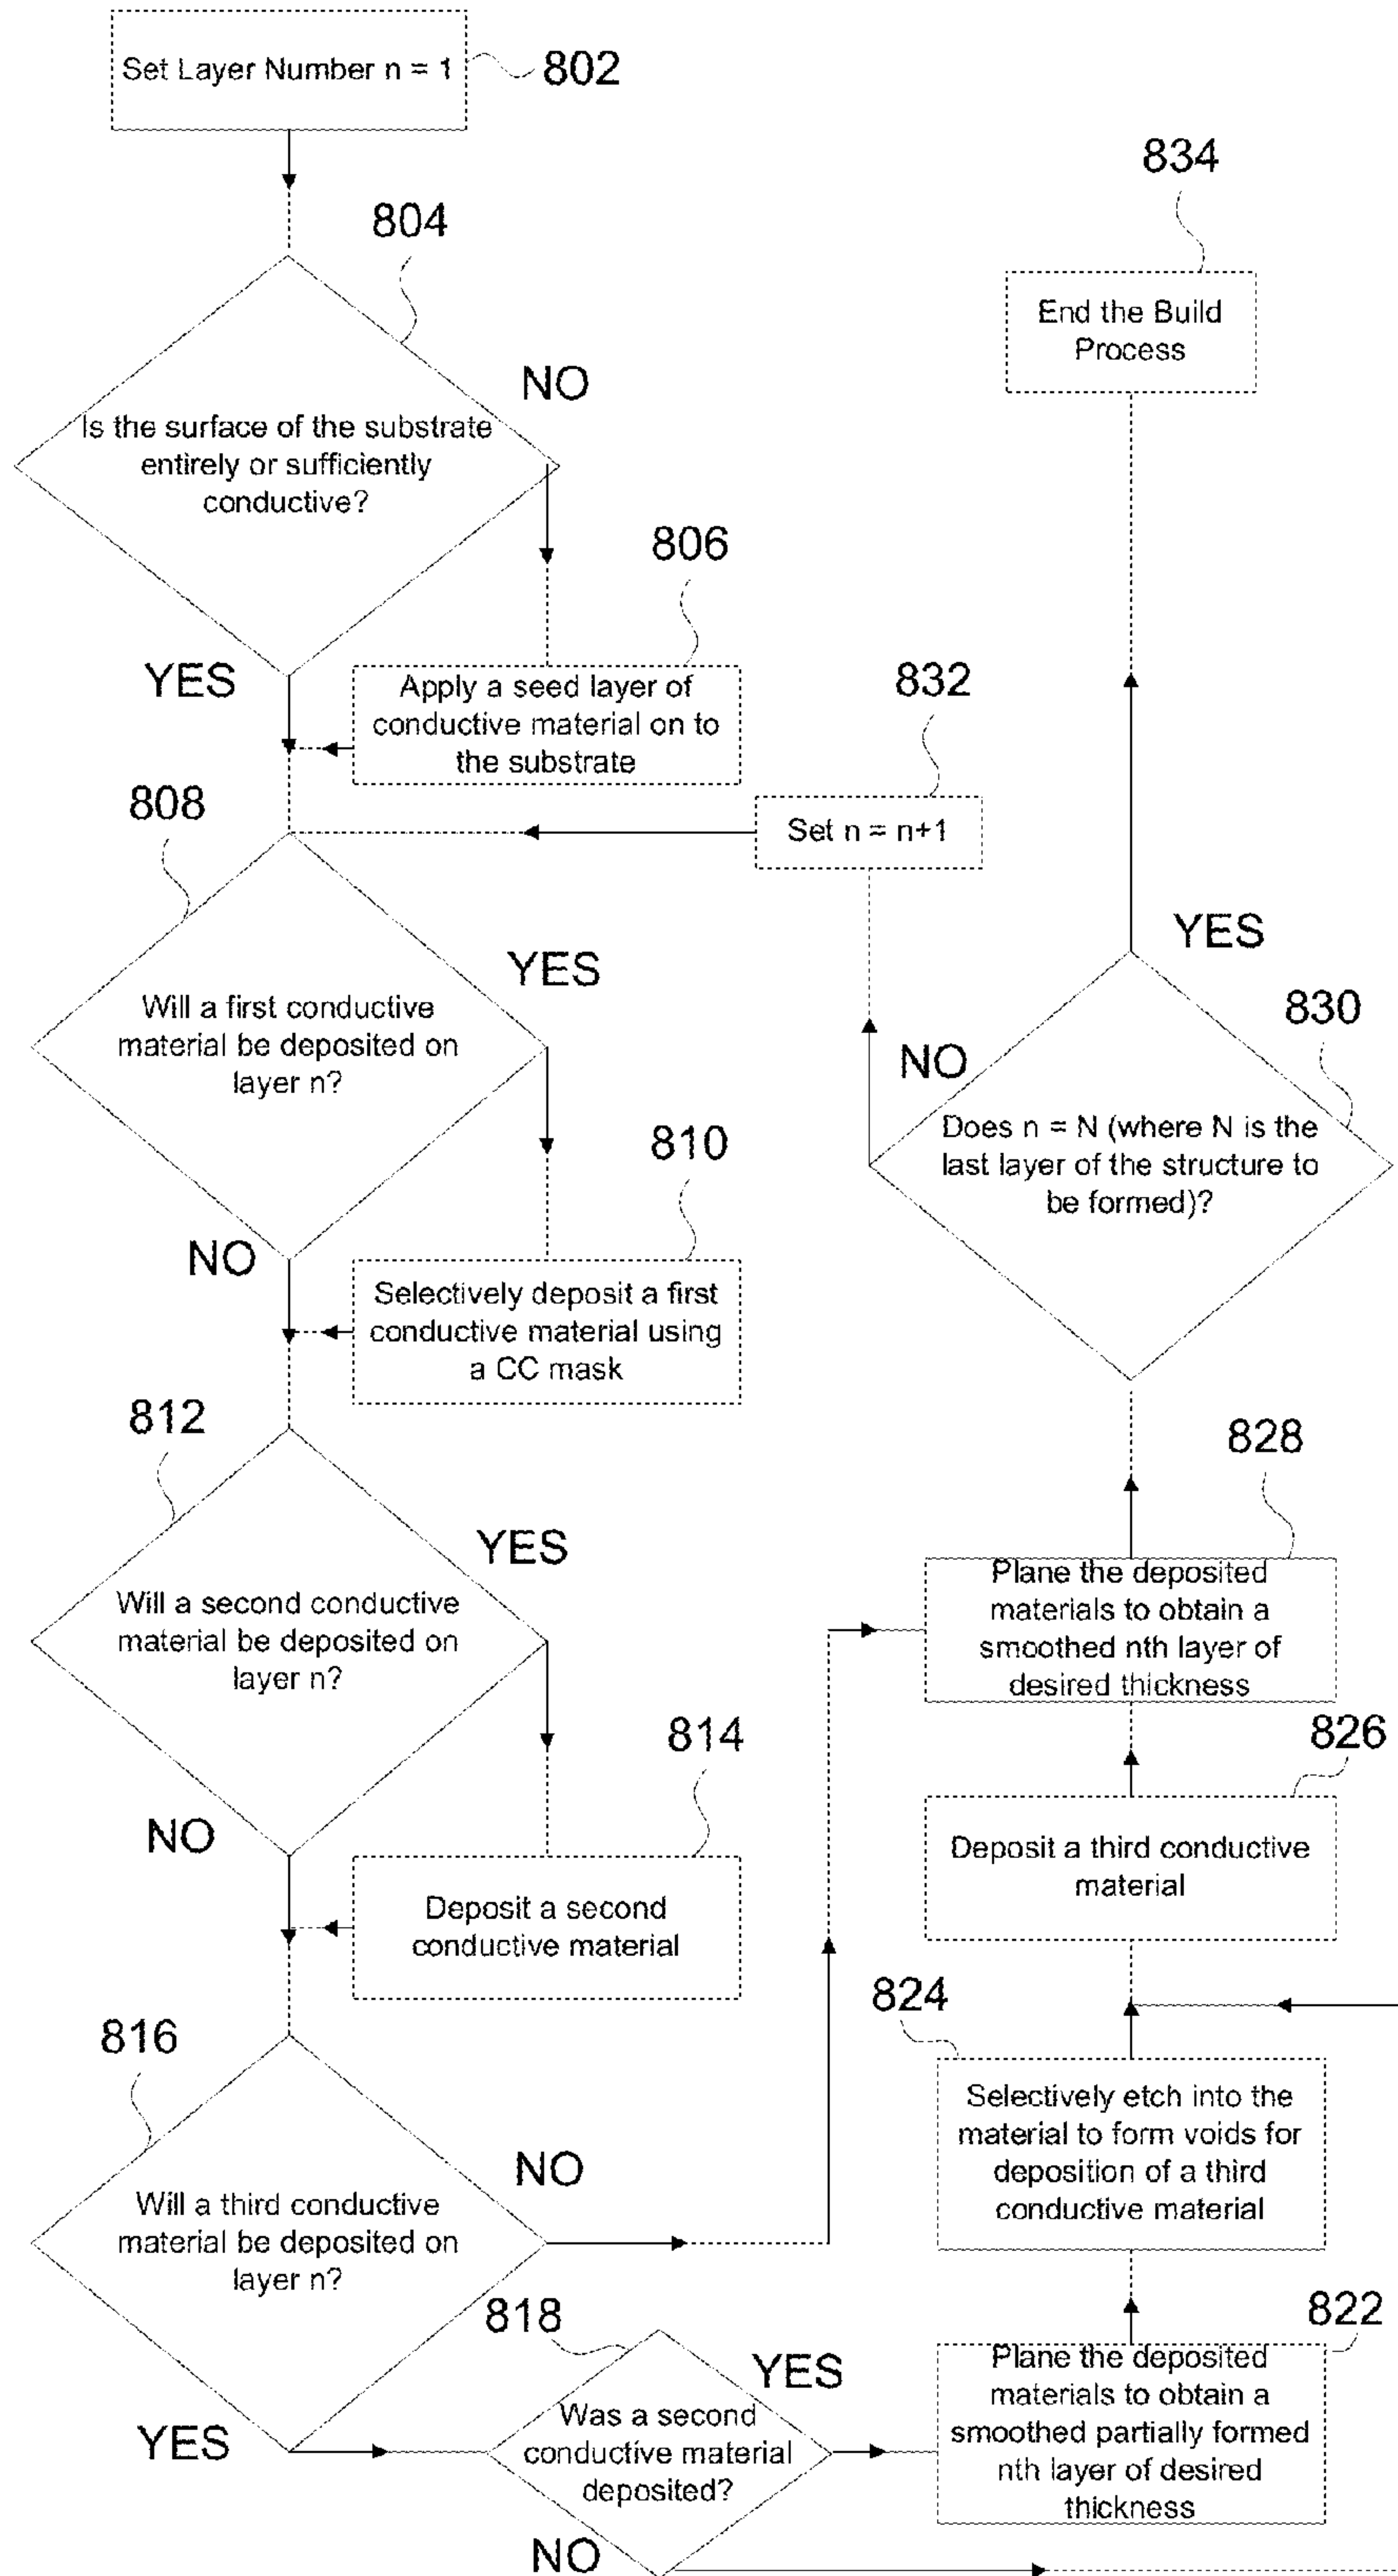 Set Layer Number n = 1
802
804
Is the surface of the substrate
entirely or sufficiently
conductive?
NO
YES
806
Apply a seed layer of
conductive material on to
the substrate
808
Will a first conductive
material be deposited on
layer n?
YES
NO
810
Selectively deposit a first
conductive material using
a CC mask
812
Will a second conductive
material be deposited on
layer n?
YES
NO
814
Deposit a second
conductive material
816
Will a third conductive
material be deposited on
layer n?
NO
YES
818
Was a second
conductive material
deposited?
YES
NO
822
Plane the deposited
materials to obtain a
smoothed partially formed
nth layer of desired
thickness
824
Selectively etch into the
material to form voids for
deposition of a third
conductive material
826
Deposit a third conductive
material
828
Plane the deposited
materials to obtain a
smoothed nth layer of
desired thickness
830
Does n = N (where N is the
last layer of the structure to
be formed)?
NO
YES
832
Set n = n+1
834
End the Build
Process